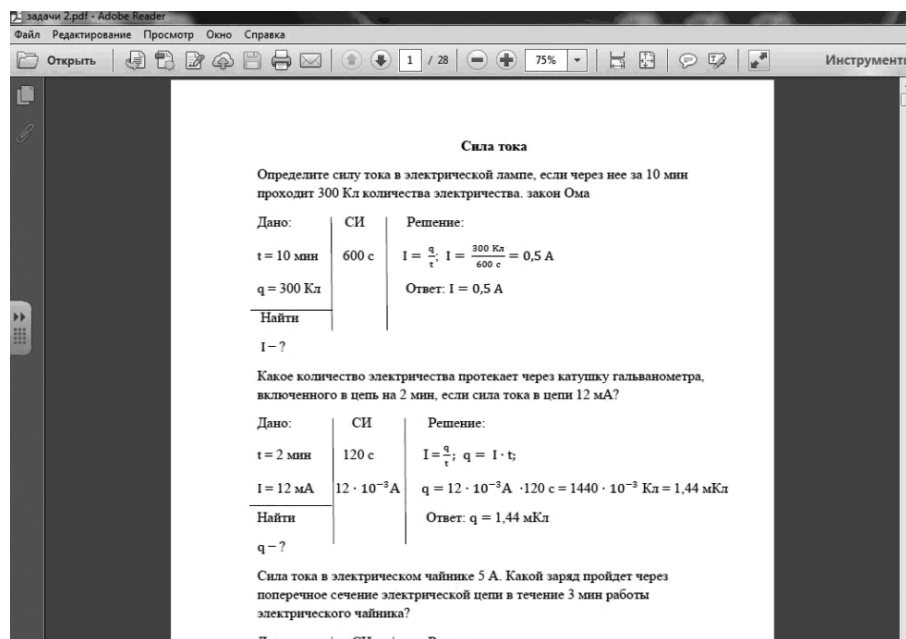 задачи 2.pdf - Adobe Reader
Файл Редактирование Просмотр Окно Справка
Открыть 1 / 28 75% Инструмент
Сила тока
Определите силу тока в электрической лампе, если через нее за 10 мин
проходит 300 Кл количества электричества. закон Ома
Дано: СИ Решение:
t = 10 мин 600 с I = q/t; I = 300 Кл/600 с = 0,5 А
q = 300 Кл Ответ: I = 0,5 А
Найти
I – ?
Какое количество электричества протекает через катушку гальванометра,
включенного в цепь на 2 мин, если сила тока в цепи 12 мА?
Дано: СИ Решение:
t = 2 мин 120 с I = q/t; q = I · t;
I = 12 мА 12 · 10⁻³А q = 12 · 10⁻³А ·120 с = 1440 · 10⁻³ Кл = 1,44 мКл
Найти Ответ: q = 1,44 мКл
q – ?
Сила тока в электрическом чайнике 5 А. Какой заряд пройдет через
поперечное сечение электрической цепи в течение 3 мин работы
электрического чайника?